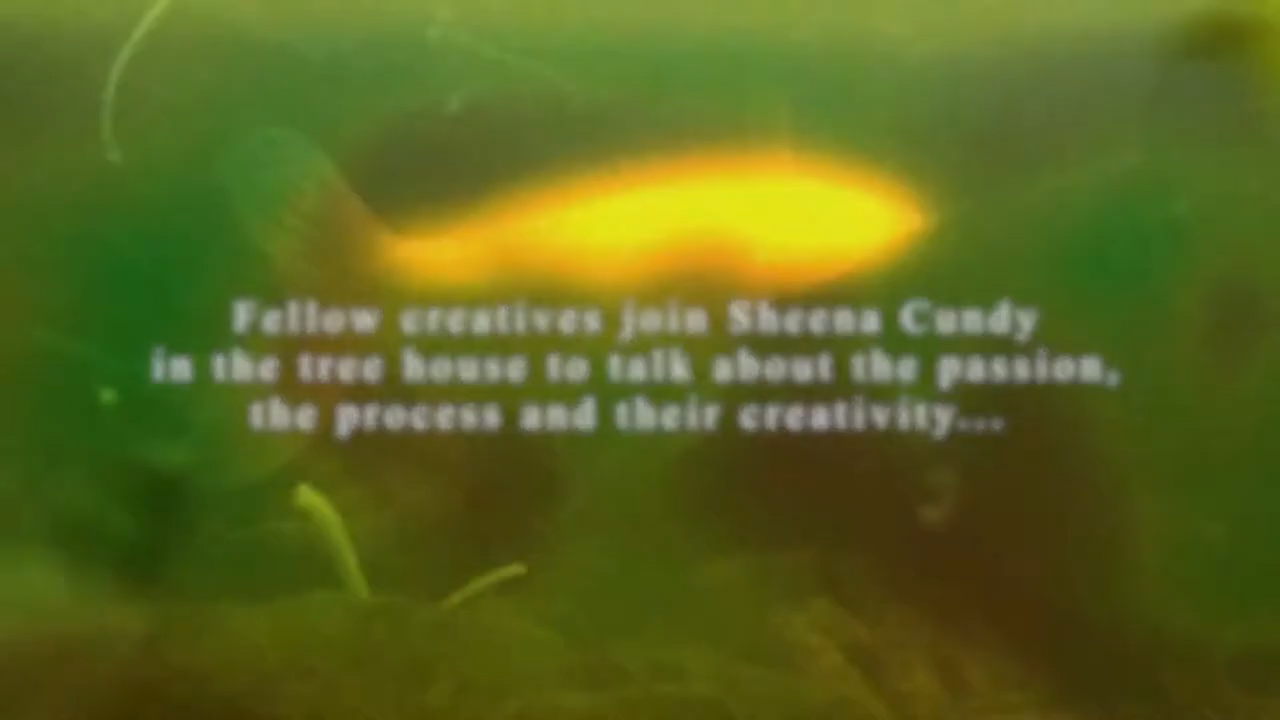 Fellow creatives join Sheena Cundy
in the tree house to talk about the passion,
the process and their creativity...